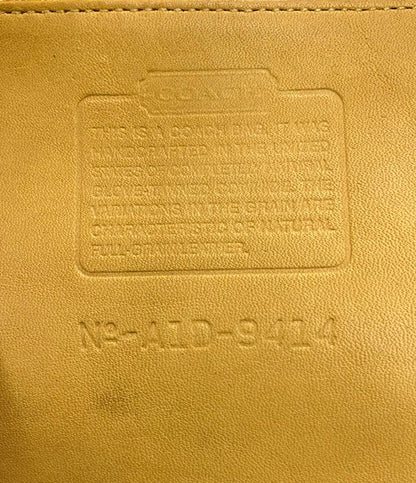 COACH
THIS IS A COACH BAG. IT WAS
HANDCRAFTED IN THE UNITED
STATES OF COMPLETELY NATURAL
GLOVE-TANNED COWHIDE. THE
VARIATIONS IN THE GRAIN ARE
CHARACTERISTIC OF NATURAL
FULL-GRAIN LEATHER.
Nº-A1D-9414